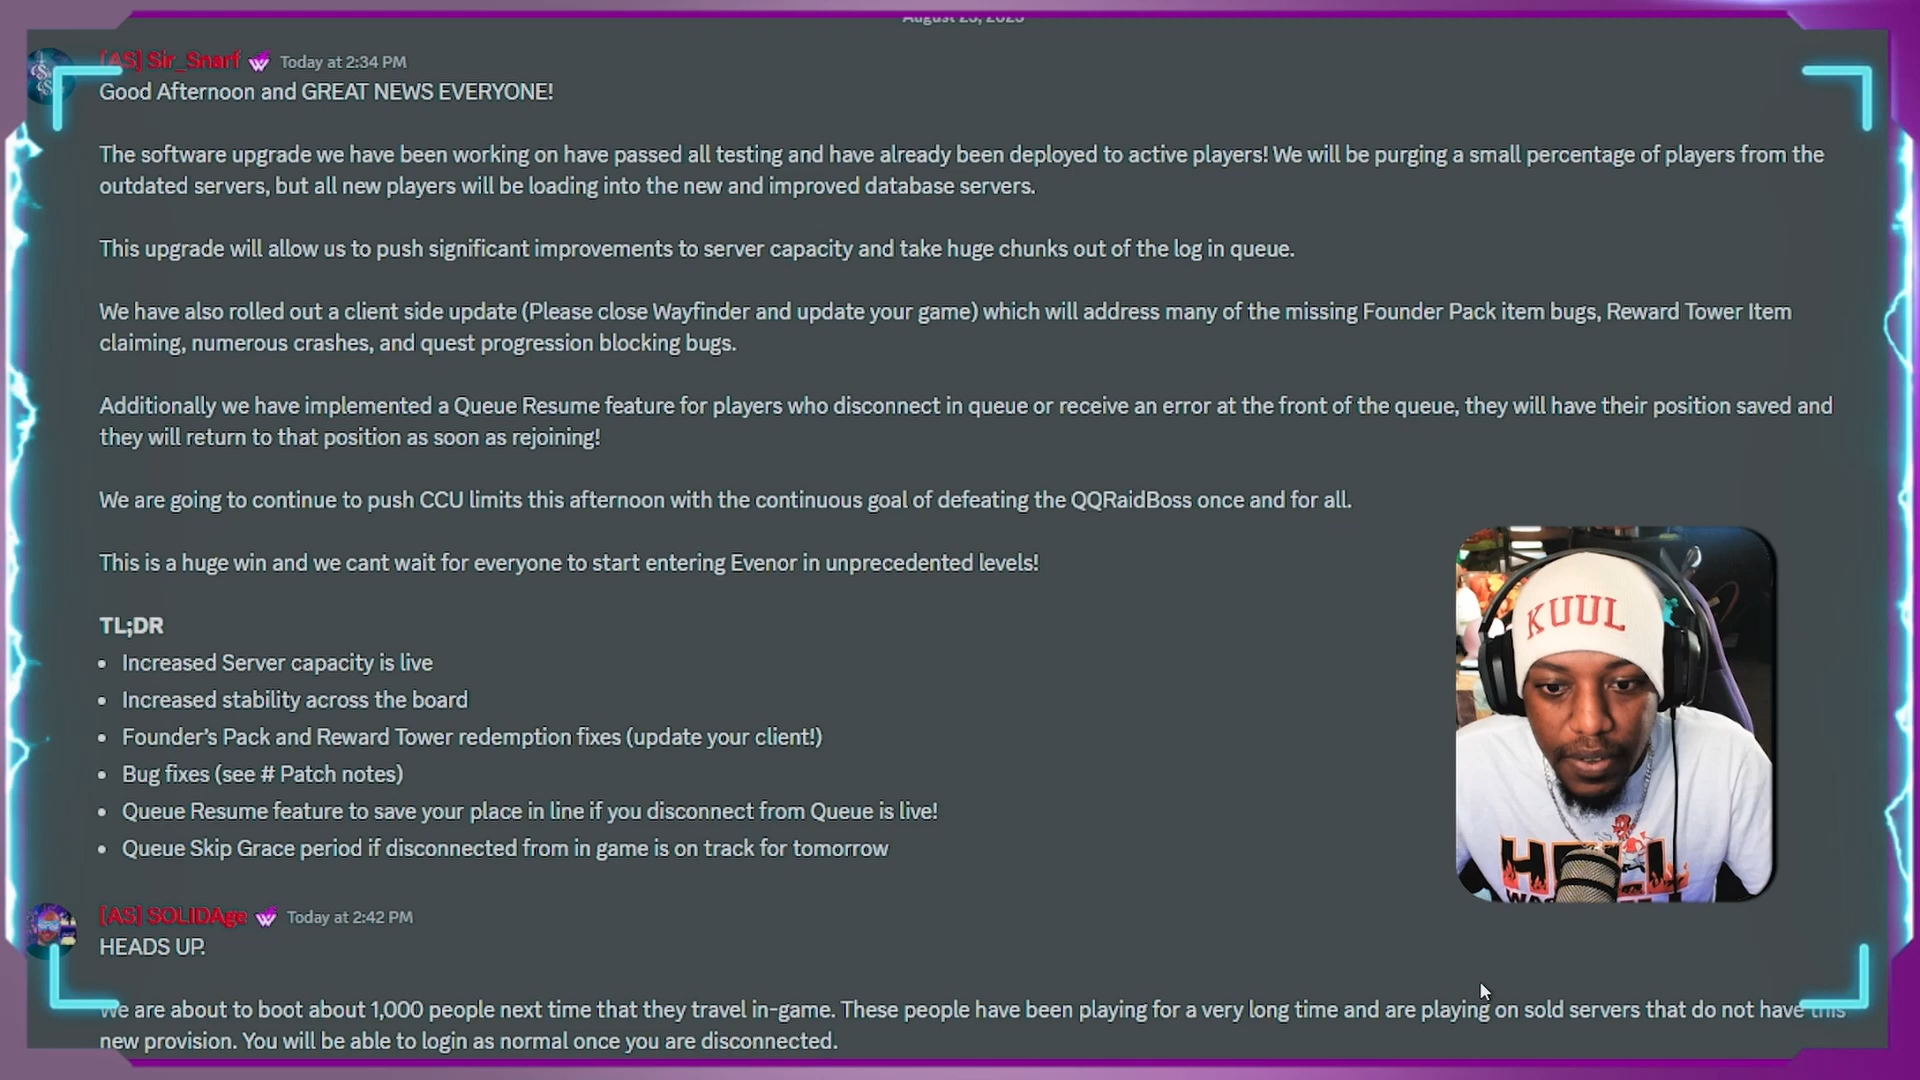 August 25, 2023
[AS] Sir_Snarf Today at 2:34 PM
Good Afternoon and GREAT NEWS EVERYONE!
The software upgrade we have been working on have passed all testing and have already been deployed to active players! We will be purging a small percentage of players from the
outdated servers, but all new players will be loading into the new and improved database servers.
This upgrade will allow us to push significant improvements to server capacity and take huge chunks out of the log in queue.
We have also rolled out a client side update (Please close Wayfinder and update your game) which will address many of the missing Founder Pack item bugs, Reward Tower Item
claiming, numerous crashes, and quest progression blocking bugs.
Additionally we have implemented a Queue Resume feature for players who disconnect in queue or receive an error at the front of the queue, they will have their position saved and
they will return to that position as soon as rejoining!
We are going to continue to push CCU limits this afternoon with the continuous goal of defeating the QQRaidBoss once and for all.
This is a huge win and we cant wait for everyone to start entering Evenor in unprecedented levels!
TL;DR
• Increased Server capacity is live
• Increased stability across the board
• Founder's Pack and Reward Tower redemption fixes (update your client!)
• Bug fixes (see # Patch notes)
• Queue Resume feature to save your place in line if you disconnect from Queue is live!
• Queue Skip Grace period if disconnected from in game is on track for tomorrow
KUUL
HELL
[AS] SOLIDAge Today at 2:42 PM
HEADS UP.
We are about to boot about 1,000 people next time that they travel in-game. These people have been playing for a very long time and are playing on sold servers that do not have this
new provision. You will be able to login as normal once you are disconnected.